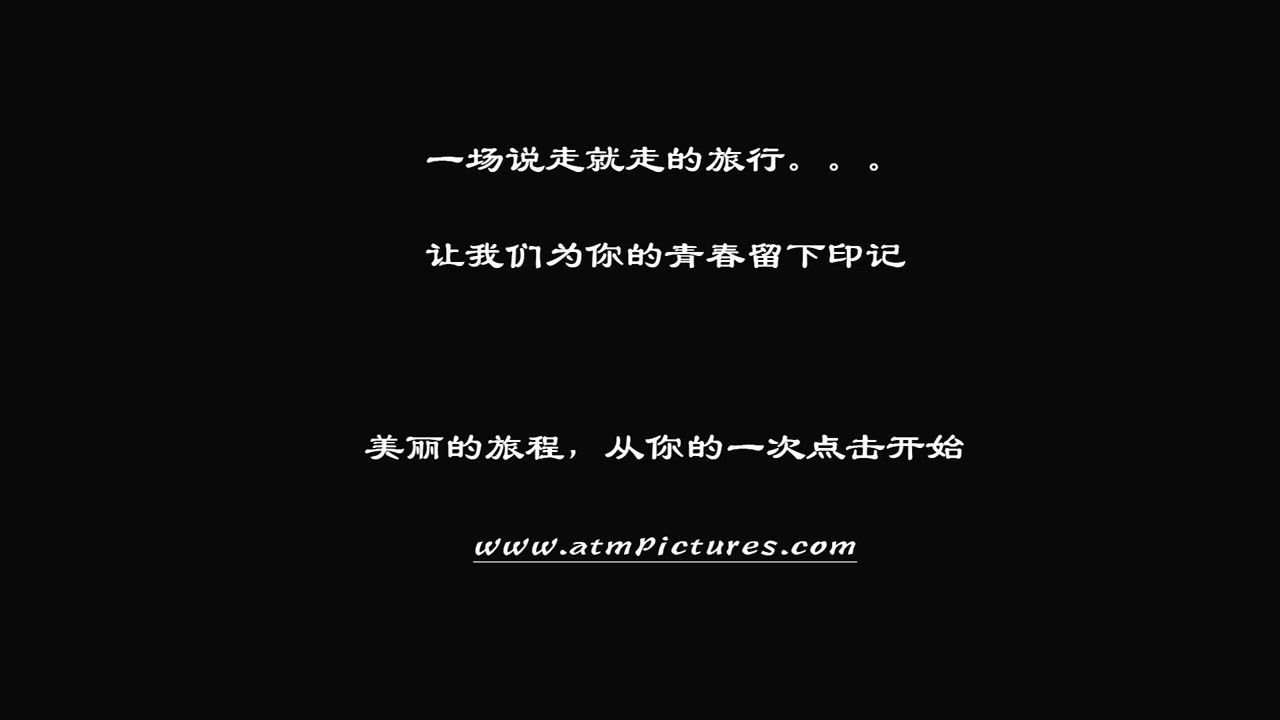 一场说走就走的旅行。。。
让我们为你的青春留下印记
美丽的旅程，从你的一次点击开始
www.atmPictures.com